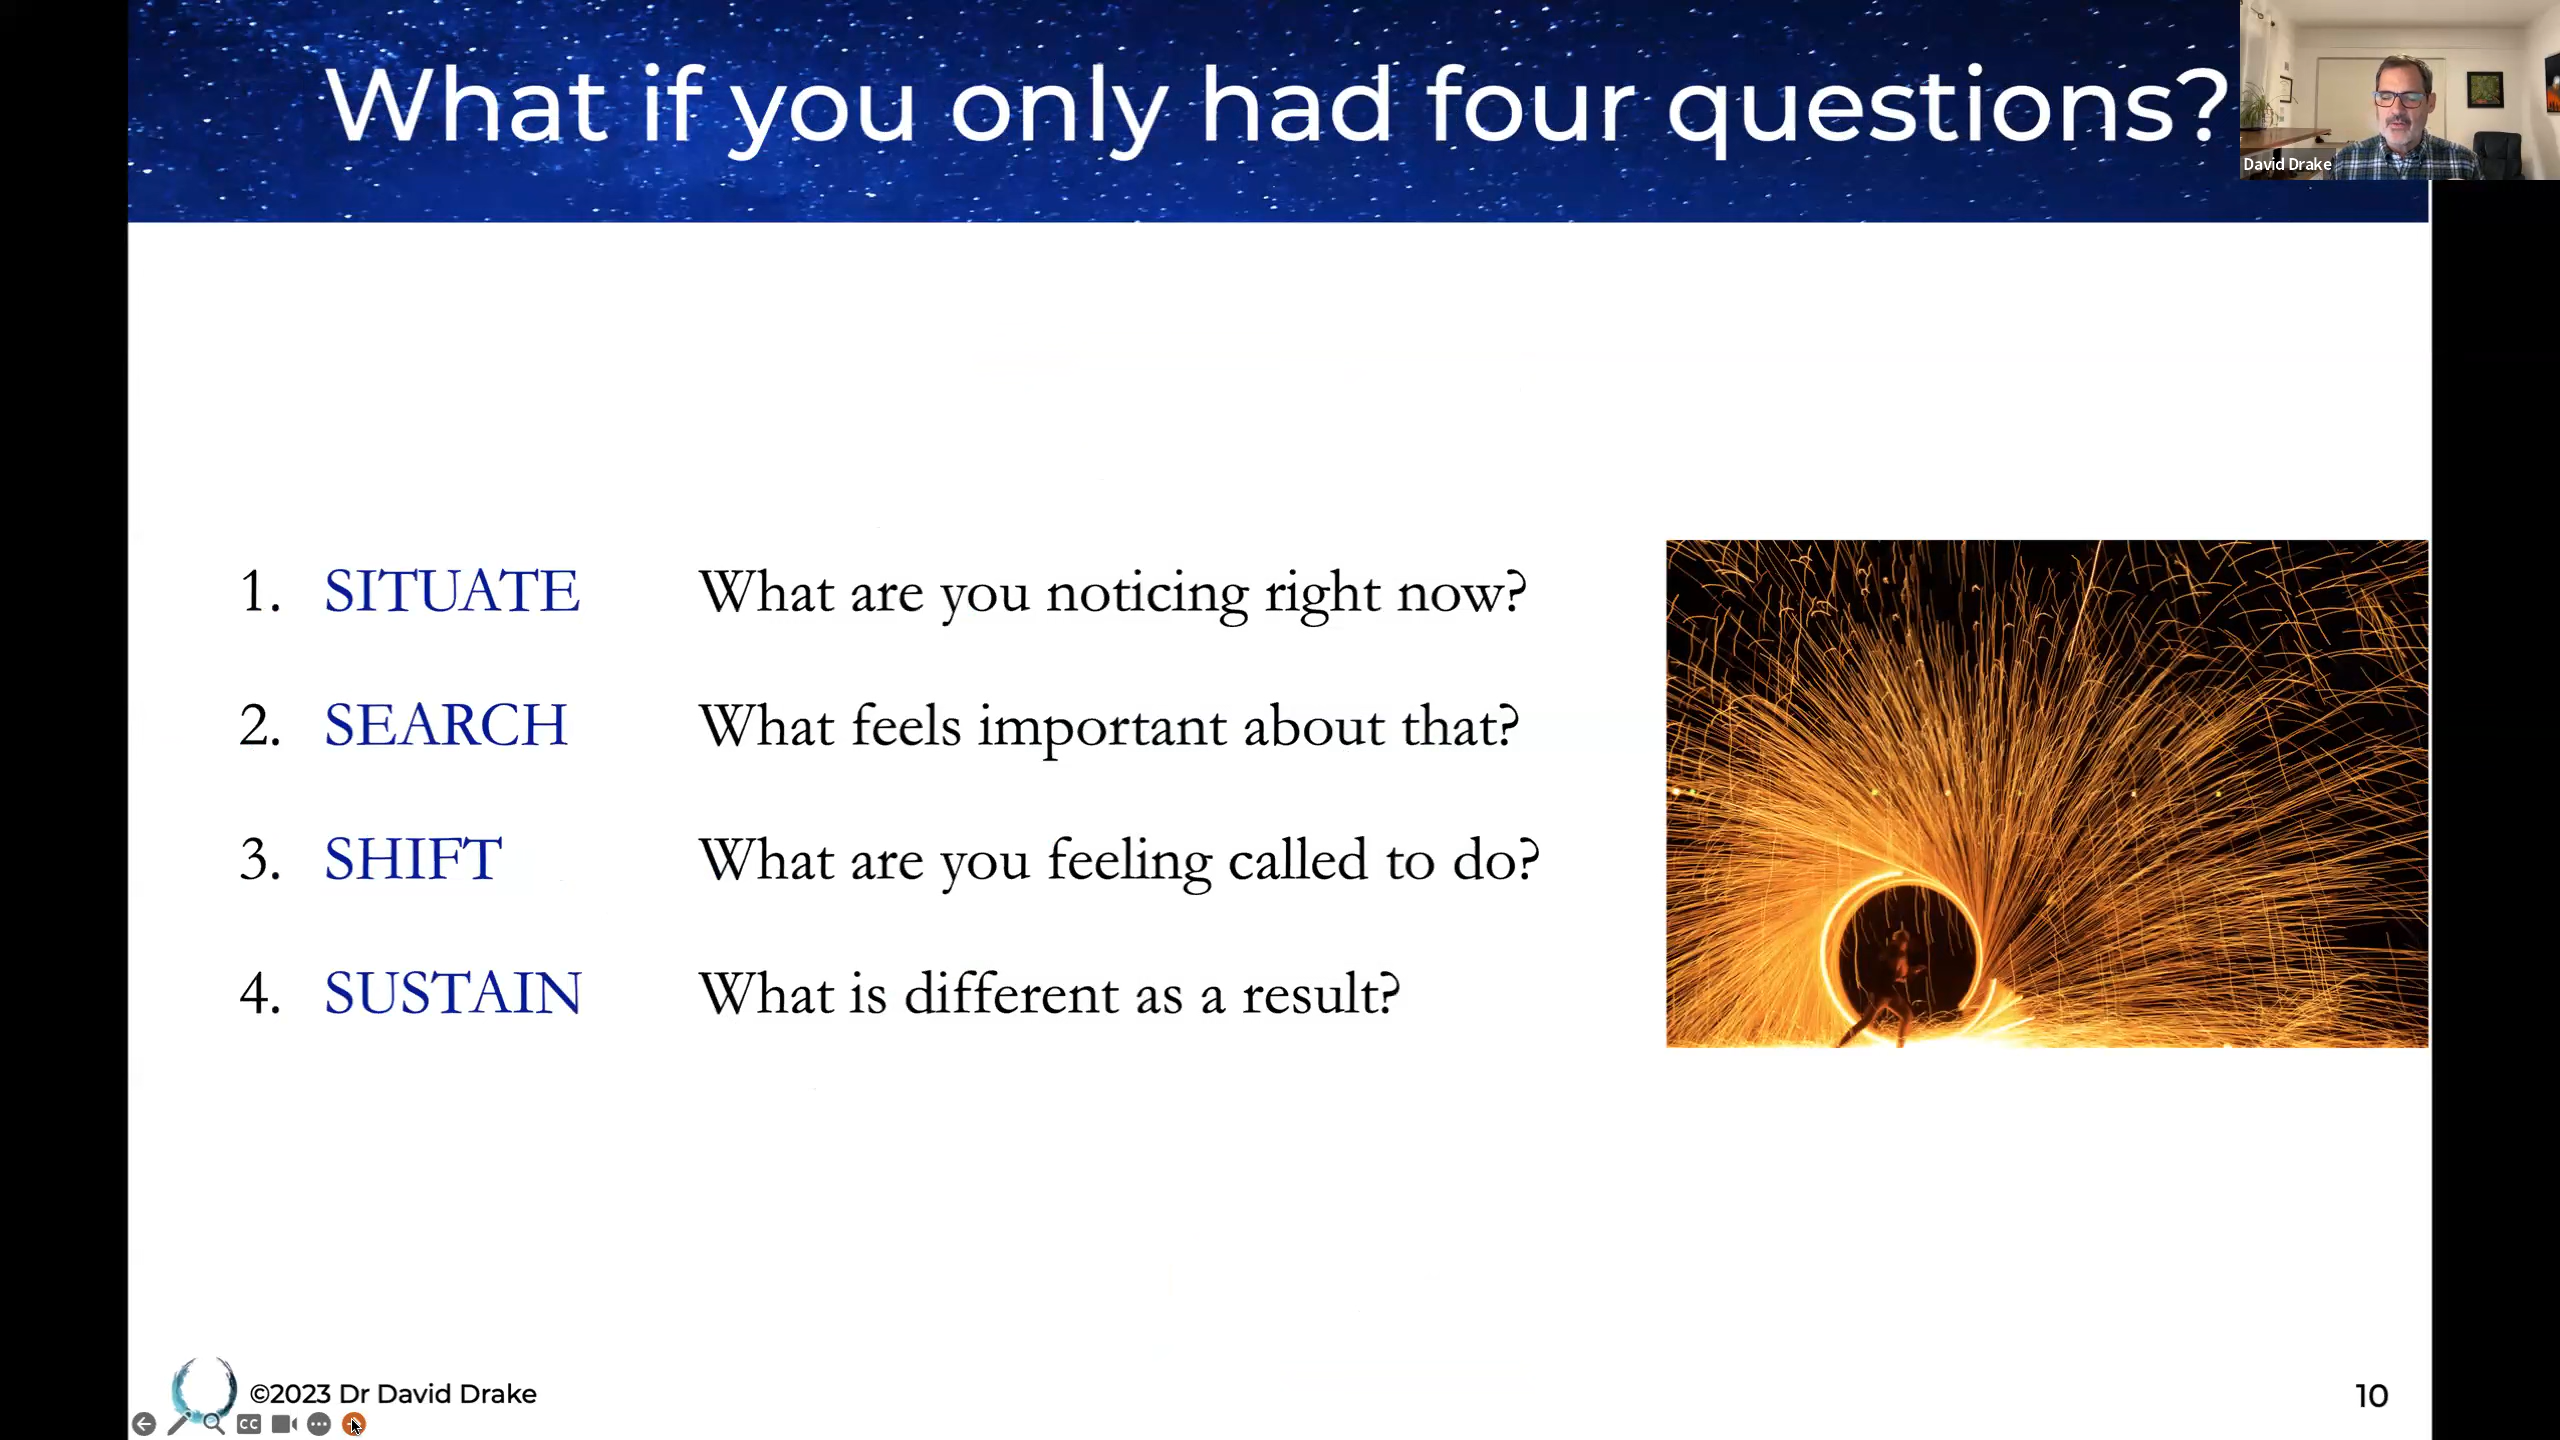 What if you only had four questions?
David Drake
1. SITUATE What are you noticing right now?
2. SEARCH What feels important about that?
3. SHIFT What are you feeling called to do?
4. SUSTAIN What is different as a result?
©2023 Dr David Drake
10
CC